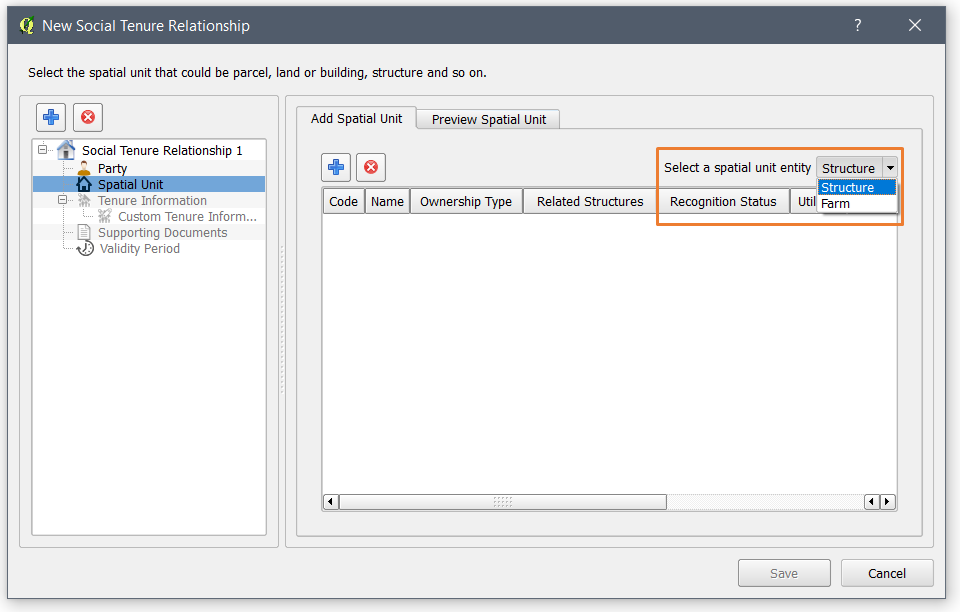 New Social Tenure Relationship
Select the spatial unit that could be parcel, land or building, structure and so on.
Social Tenure Relationship 1
Party
Spatial Unit
Tenure Information
Custom Tenure Inform...
Supporting Documents
Validity Period
Add Spatial Unit
Preview Spatial Unit
Select a spatial unit entity Structure
Structure
Farm
Code Name Ownership Type Related Structures Recognition Status Util
Save Cancel